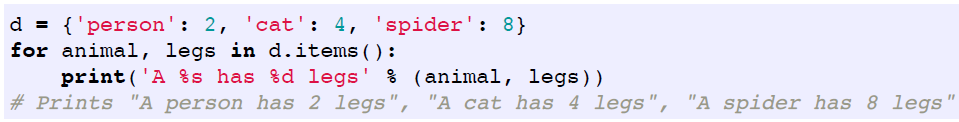 d = {'person': 2, 'cat': 4, 'spider': 8}
for animal, legs in d.items():
    print('A %s has %d legs' % (animal, legs))
# Prints "A person has 2 legs", "A cat has 4 legs", "A spider has 8 legs"